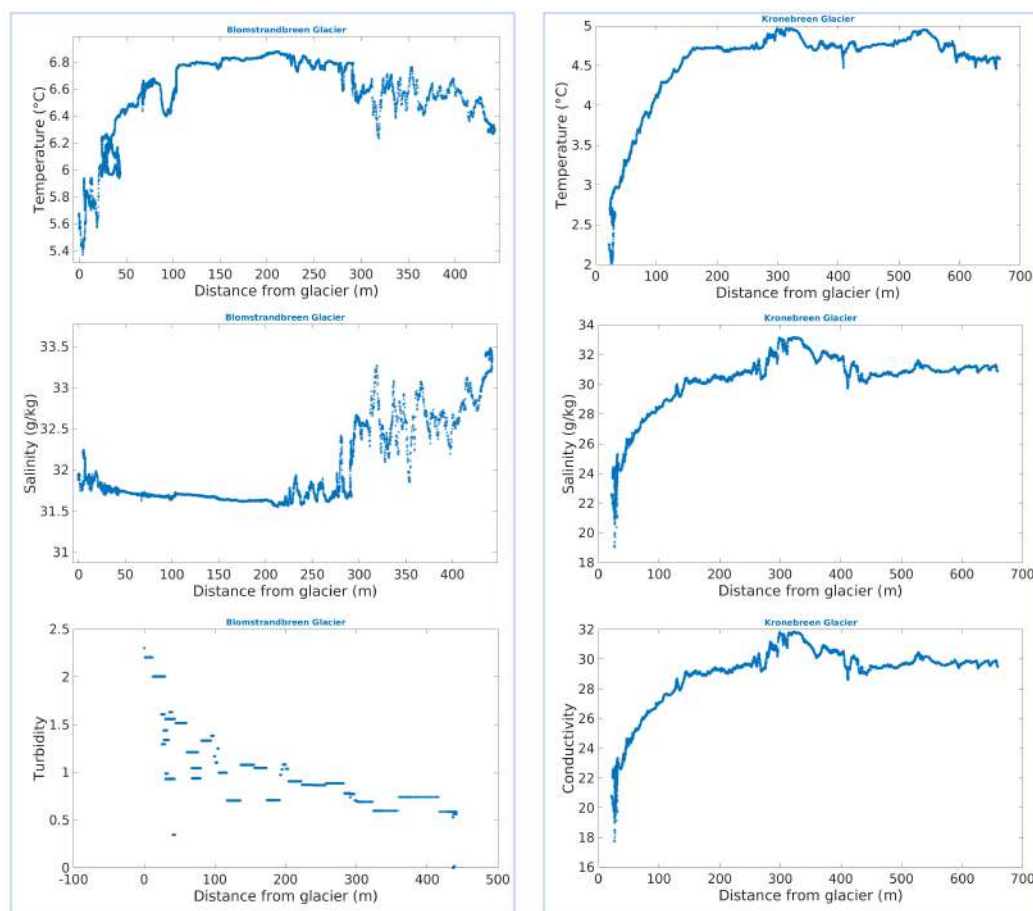 Blomstrandbreen Glacier
6.8
6.6
6.4
6.2
6
5.8
5.6
5.4
Temperature (°C)
0 50 100 150 200 250 300 350 400
Distance from glacier (m)
Blomstrandbreen Glacier
33.5
33
32.5
32
31.5
31
Salinity (g/kg)
0 50 100 150 200 250 300 350 400
Distance from glacier (m)
Blomstrandbreen Glacier
2.5
2
1.5
1
0.5
0
Turbidity
-100 0 100 200 300 400 500
Distance from glacier (m)
Kronebreen Glacier
5
4.5
4
3.5
3
2.5
2
Temperature (°C)
0 100 200 300 400 500 600 700
Distance from glacier (m)
Kronebreen Glacier
34
32
30
28
26
24
22
20
18
Salinity (g/kg)
0 100 200 300 400 500 600 700
Distance from glacier (m)
Kronebreen Glacier
32
30
28
26
24
22
20
18
16
Conductivity
0 100 200 300 400 500 600 700
Distance from glacier (m)